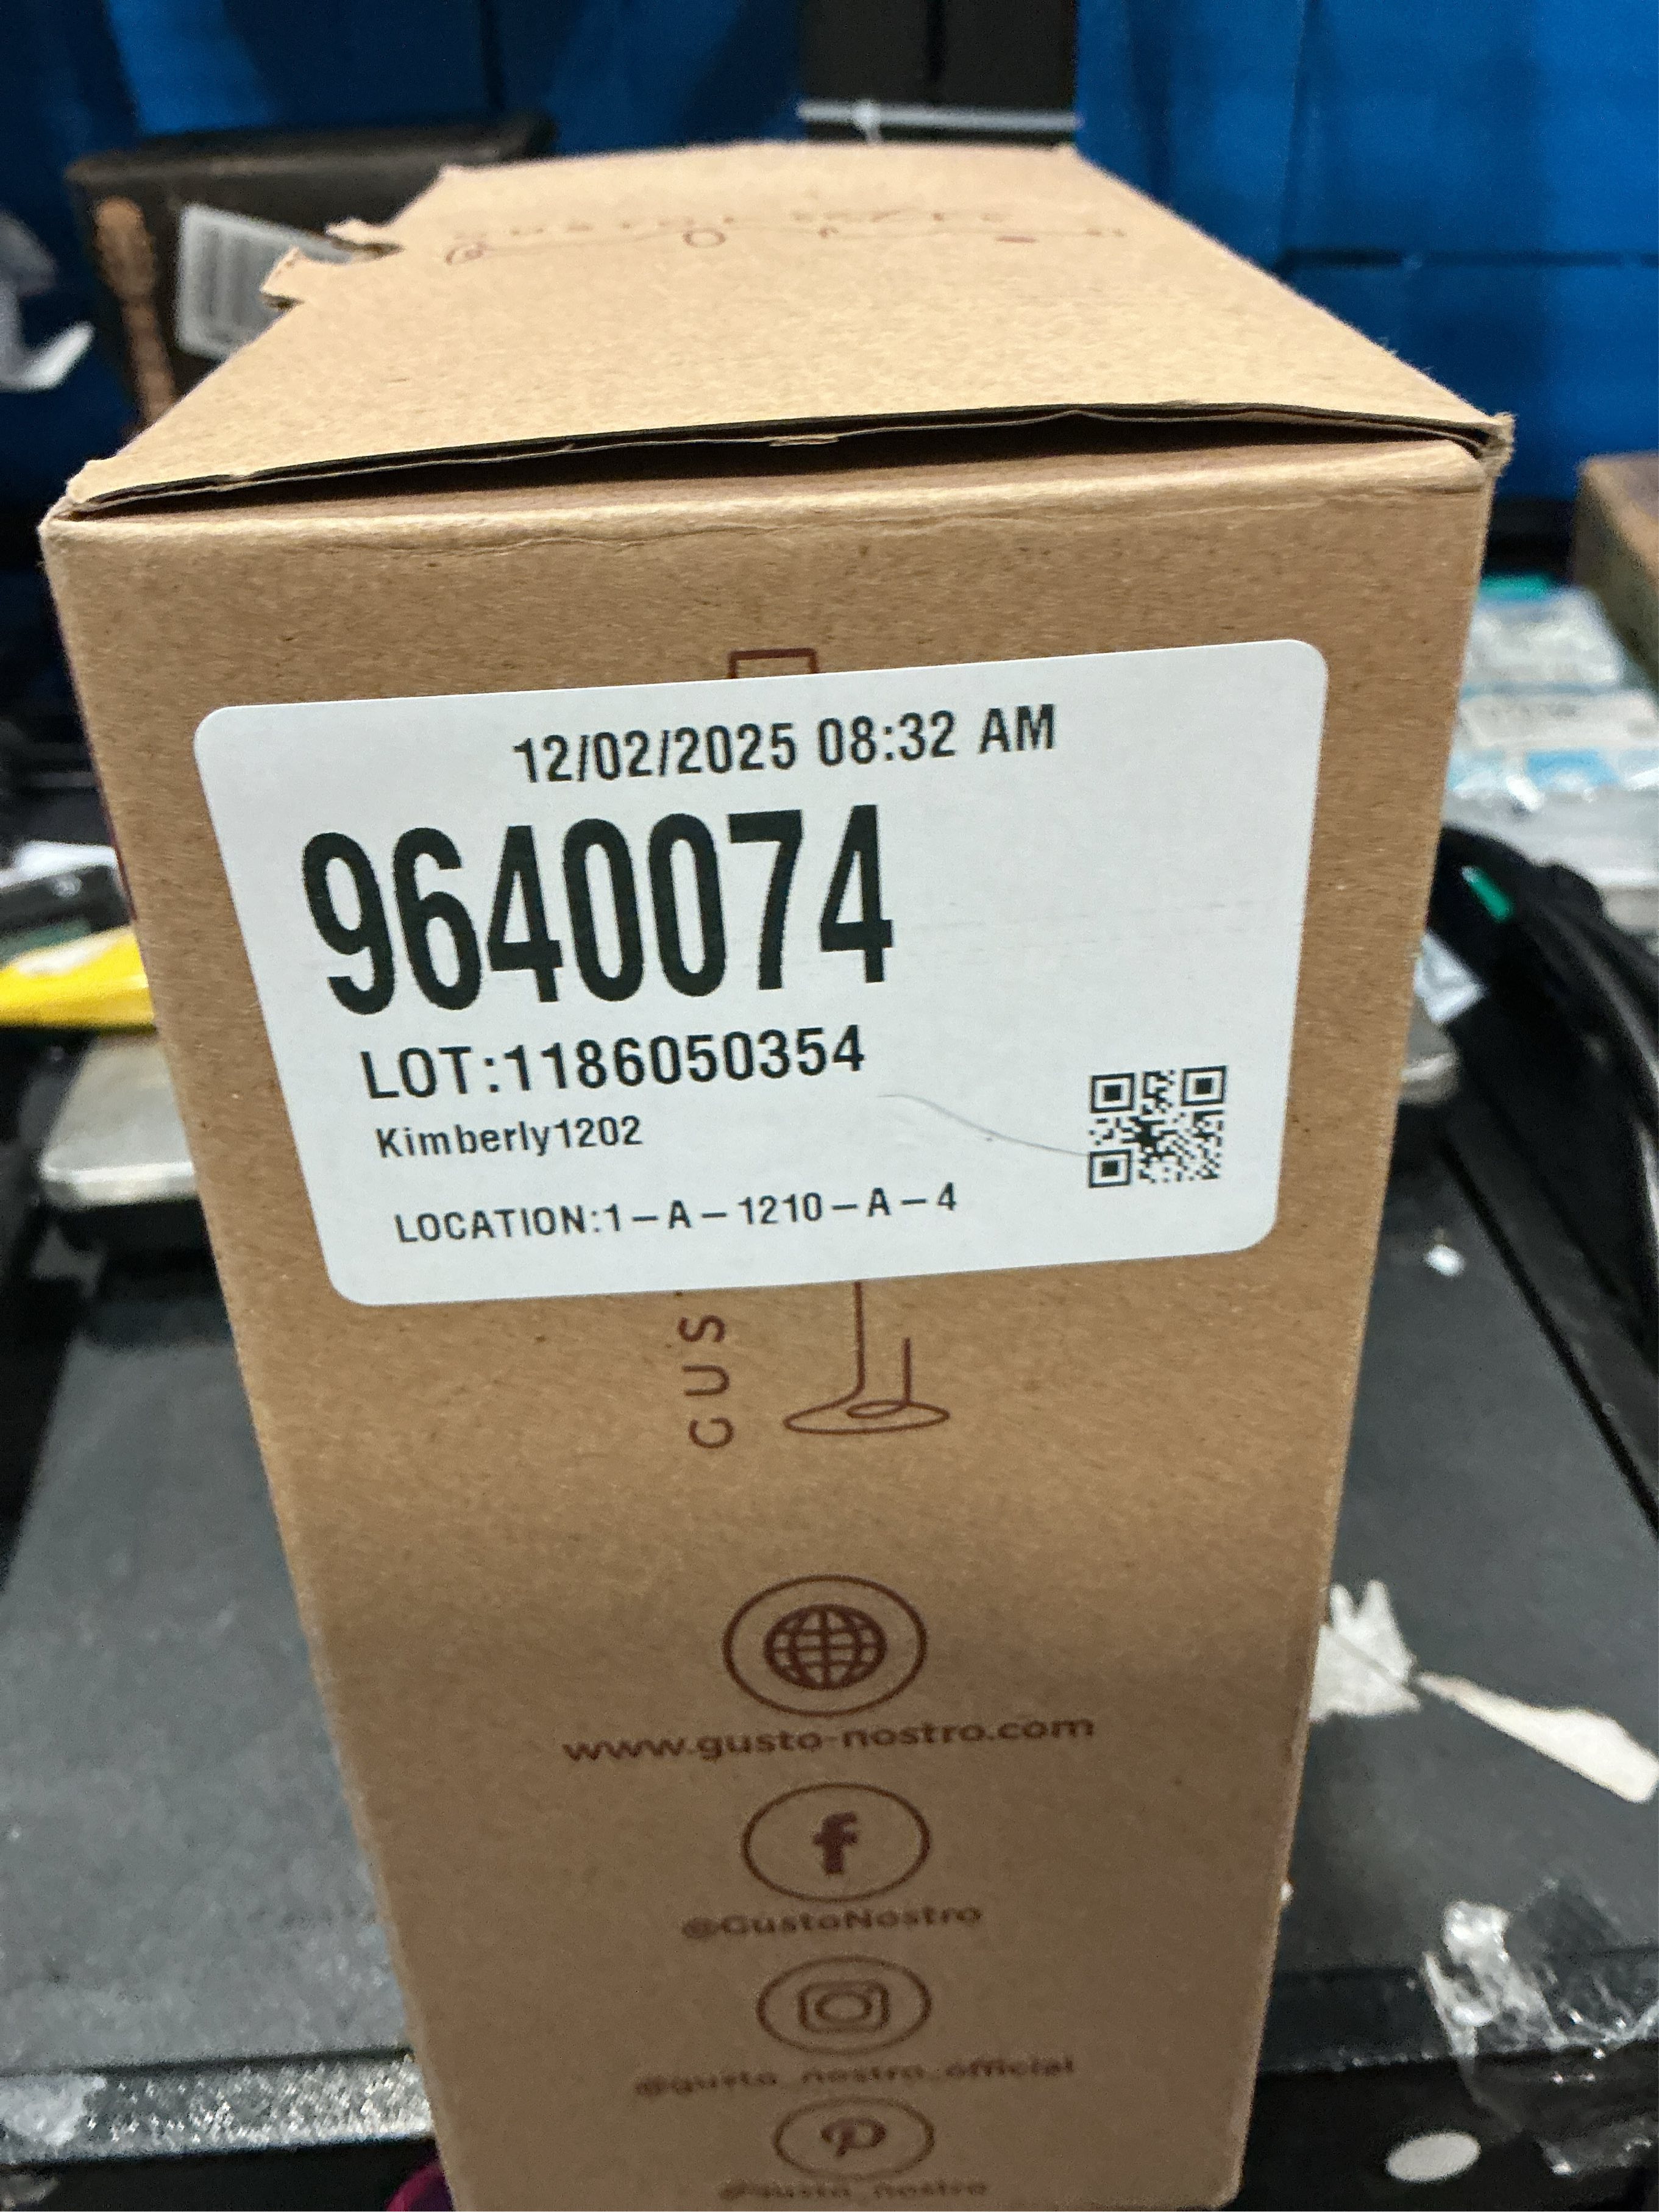 12/02/2025 08:32 AM
9640074
LOT:1186050354
Kimberly1202
LOCATION:1-A-1210-A-4
GUS
www.gusto-nostro.com
@GustoNostro
@gusto_nostro_official
@gusto_nostro